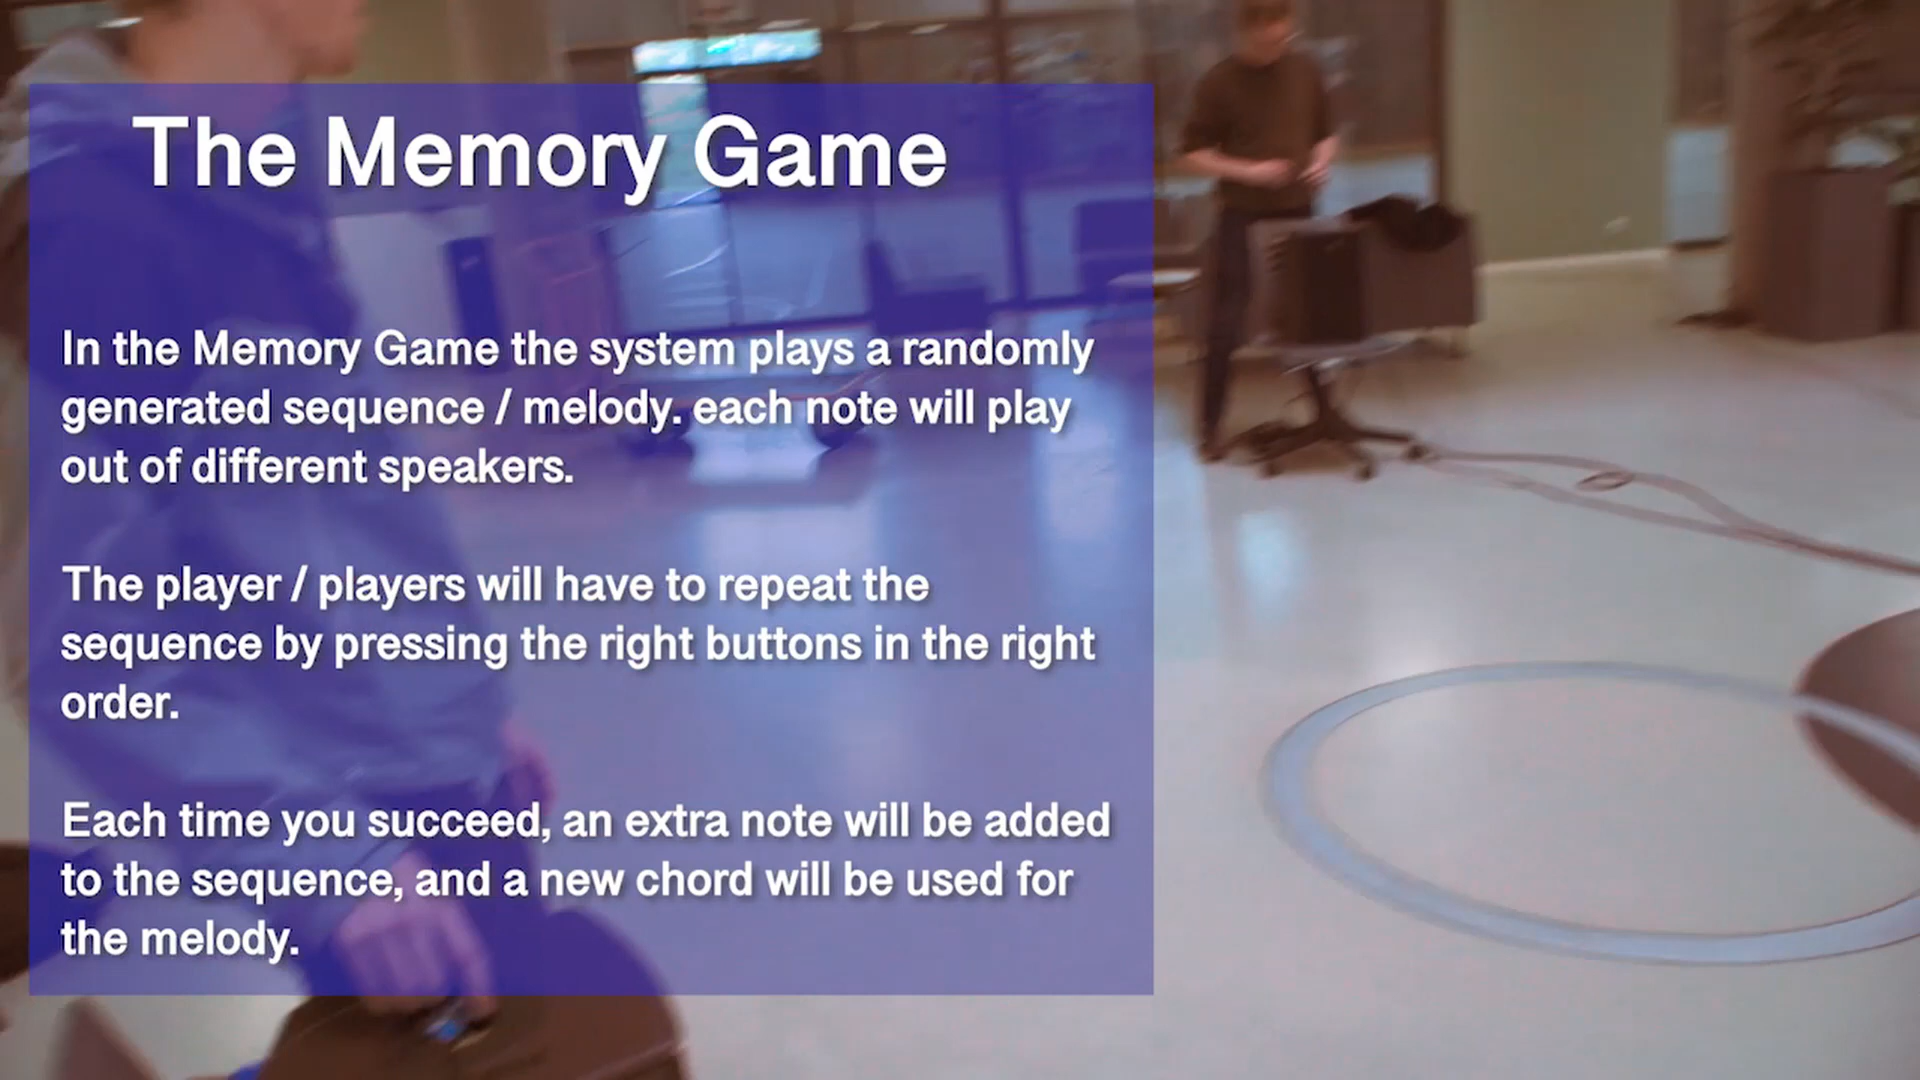 The Memory Game
In the Memory Game the system plays a randomly
generated sequence / melody. each note will play
out of different speakers.
The player / players will have to repeat the
sequence by pressing the right buttons in the right
order.
Each time you succeed, an extra note will be added
to the sequence, and a new chord will be used for
the melody.